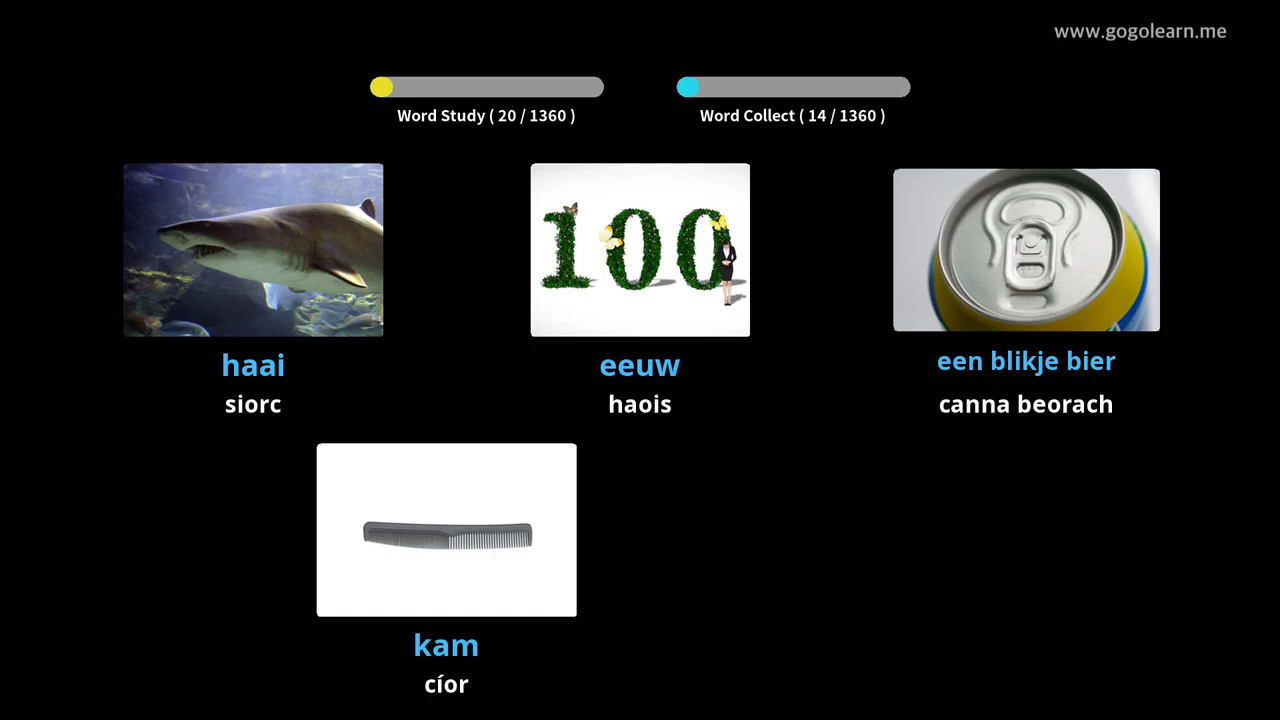 www.gogolearn.me
Word Study ( 20 / 1360 )
Word Collect ( 14 / 1360 )
100
haai
eeuw
een blikje bier
siorc
haois
canna beorach
kam
cíor